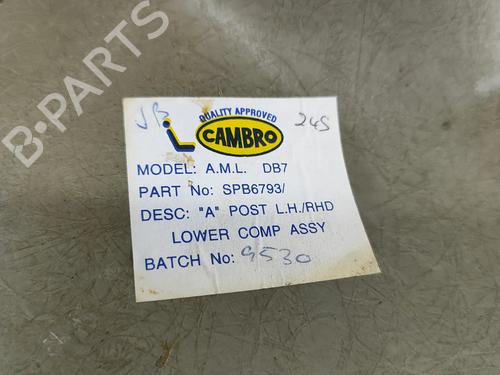 B-PARTS
JB
QUALITY APPROVED
CAMBRO
245
MODEL: A.M.L. DB7
PART No: SPB6793/
DESC: "A" POST L.H./RHD
LOWER COMP ASSY
BATCH No: 9530